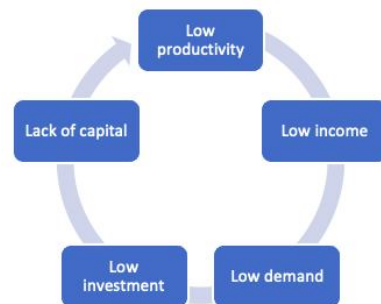 Low
productivity
Low income
Low demand
Low
investment
Lack of capital